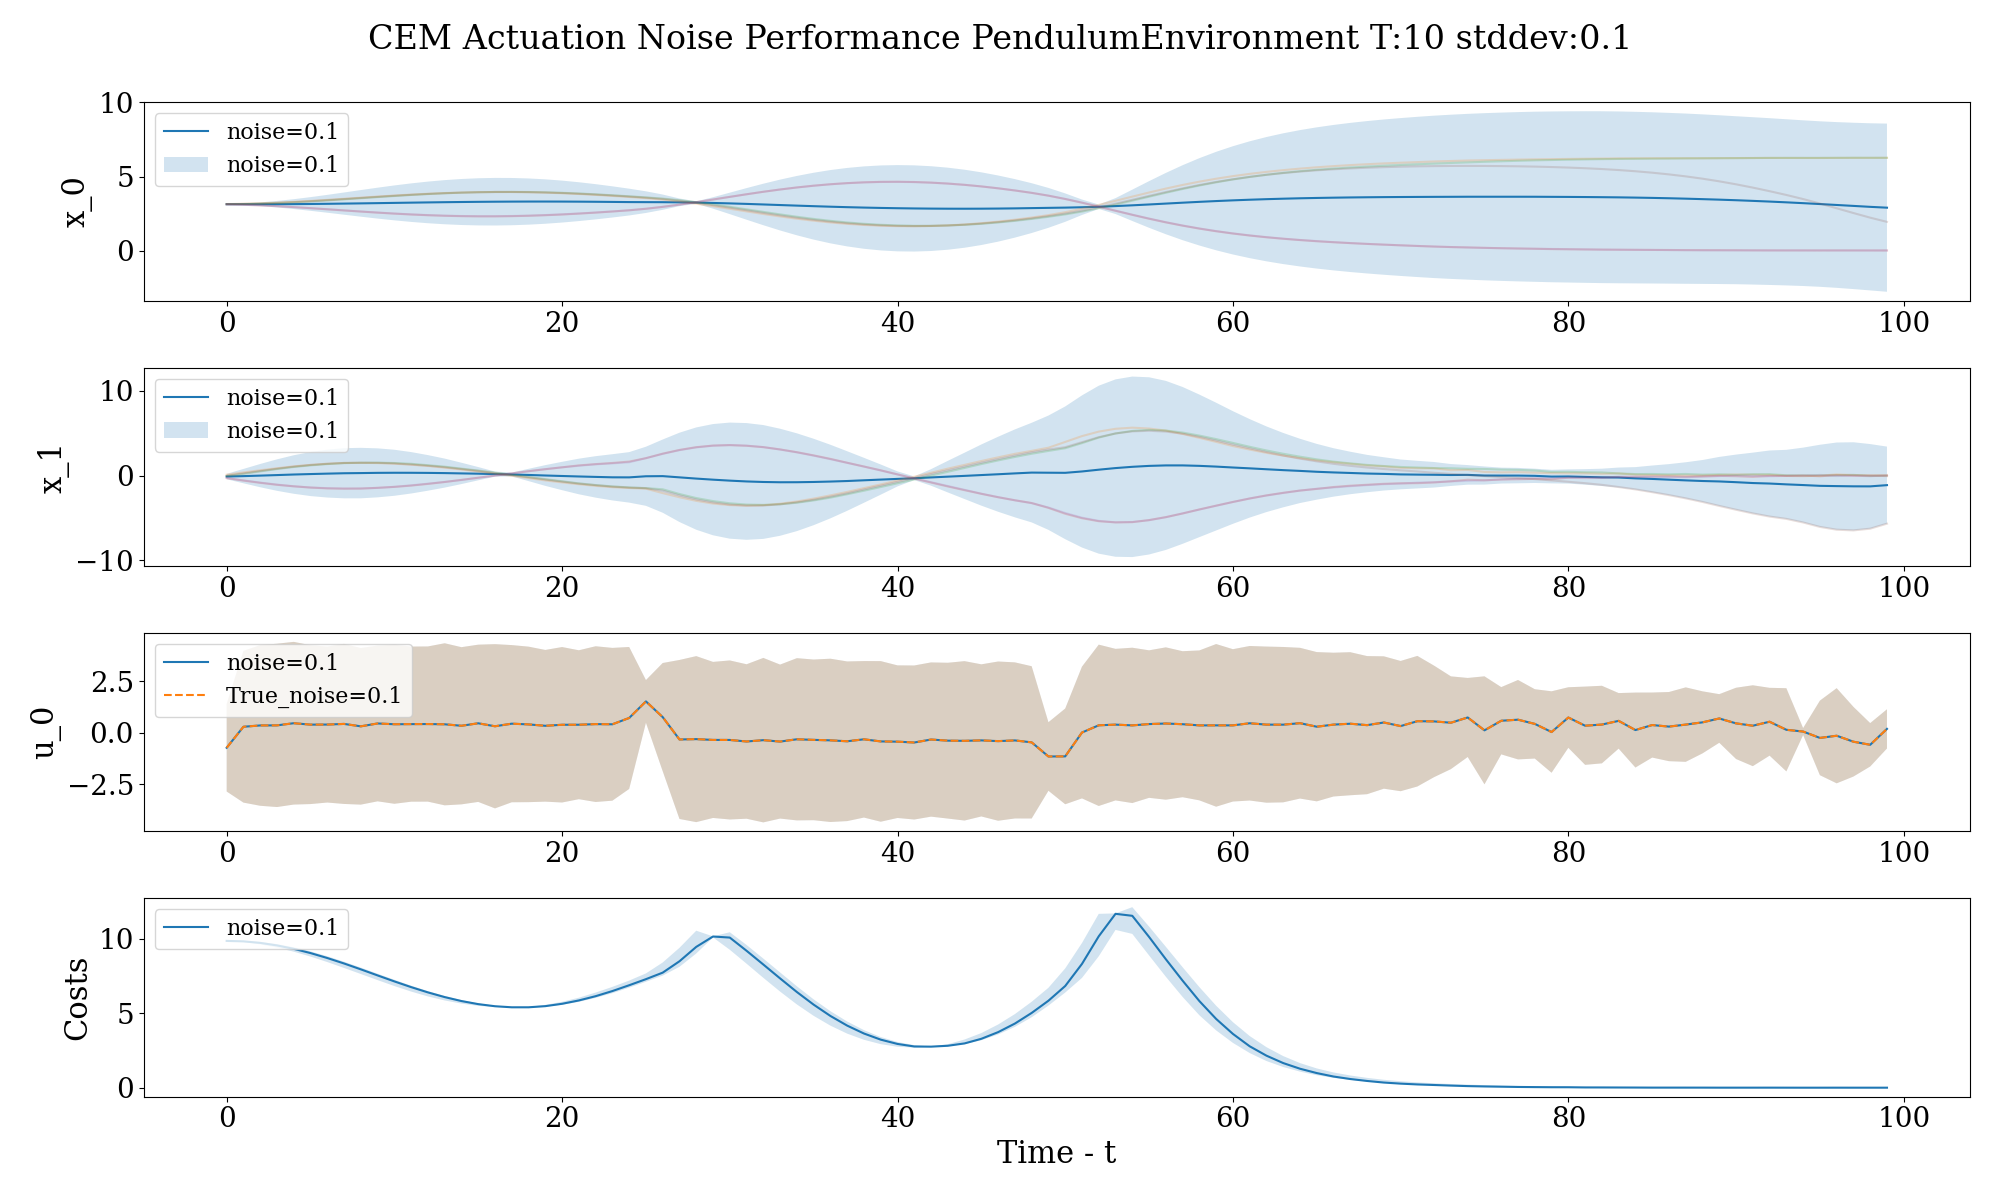 CEM Actuation Noise Performance PendulumEnvironment T:10 stddev:0.1
x_0
10
5
0
noise=0.1
noise=0.1
0 20 40 60 80 100
x_1
10
0
−10
noise=0.1
noise=0.1
0 20 40 60 80 100
u_0
2.5
0.0
−2.5
noise=0.1
True_noise=0.1
0 20 40 60 80 100
Costs
10
5
0
noise=0.1
0 20 40 60 80 100
Time - t